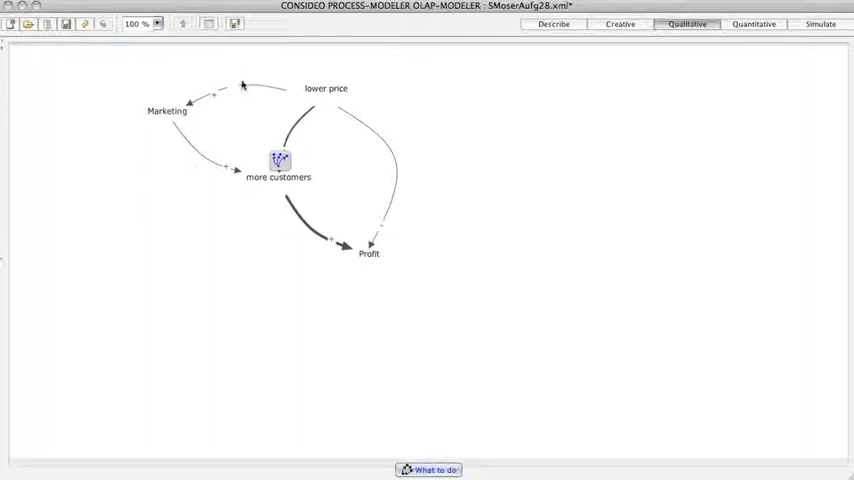 CONSIDEO PROCESS-MODELER OLAP-MODELER : SMoserAufg28.xml*
100 %
Describe
Creative
Qualitative
Quantitative
Simulate
lower price
+
Marketing
+
more customers
-
+
Profit
What to do